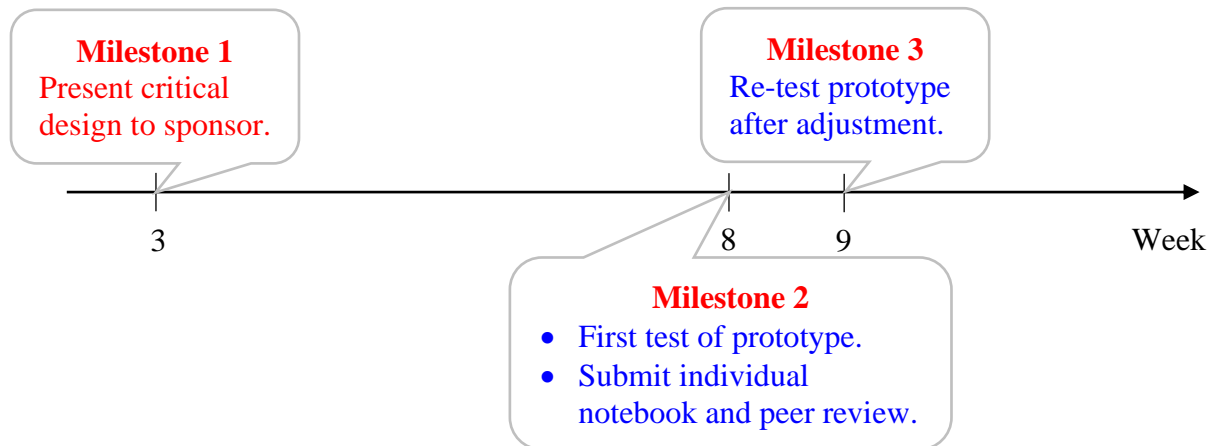 Milestone 1
Present critical
design to sponsor.
Milestone 3
Re-test prototype
after adjustment.
3
8
9
Week
Milestone 2
• First test of prototype.
• Submit individual
notebook and peer review.